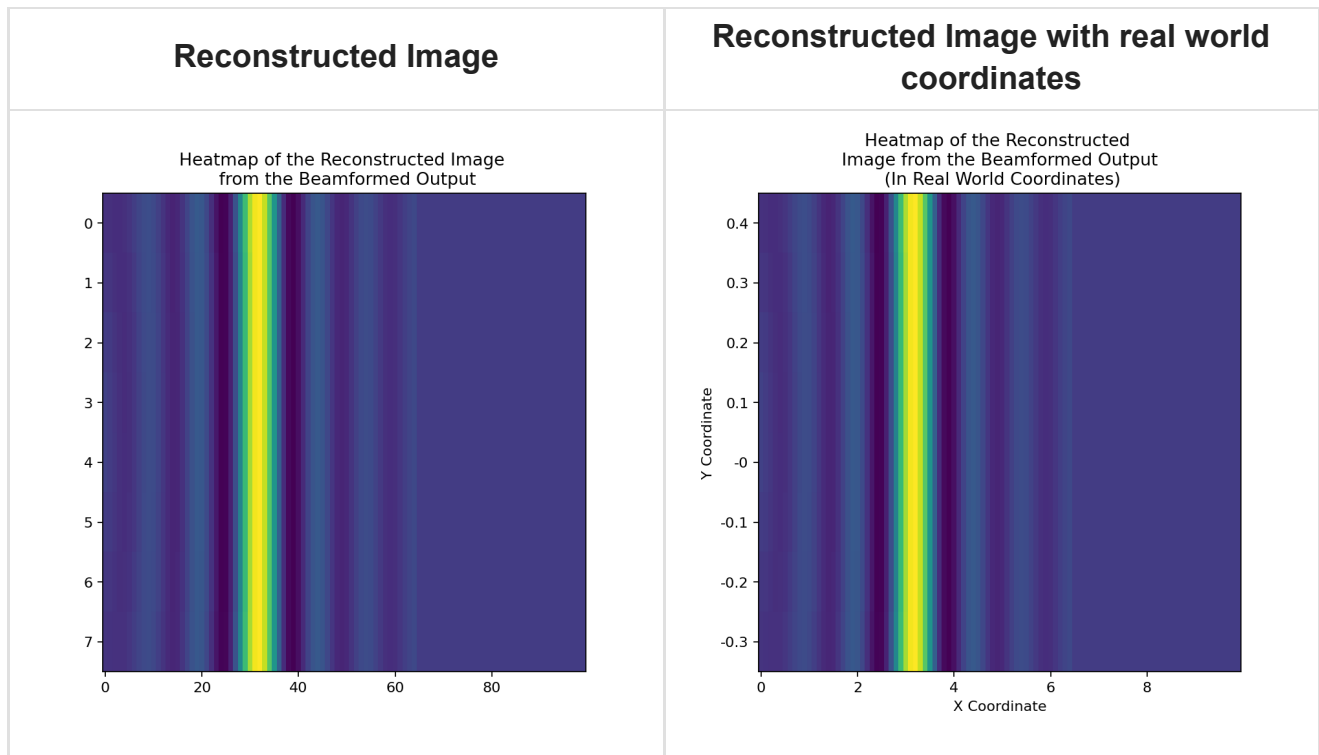 Reconstructed Image
Reconstructed Image with real world
coordinates
Heatmap of the Reconstructed Image
from the Beamformed Output
0
1
2
3
4
5
6
7
0 20 40 60 80
Heatmap of the Reconstructed
Image from the Beamformed Output
(In Real World Coordinates)
Y Coordinate
0.4
0.3
0.2
0.1
-0
-0.1
-0.2
-0.3
0 2 4 6 8
X Coordinate